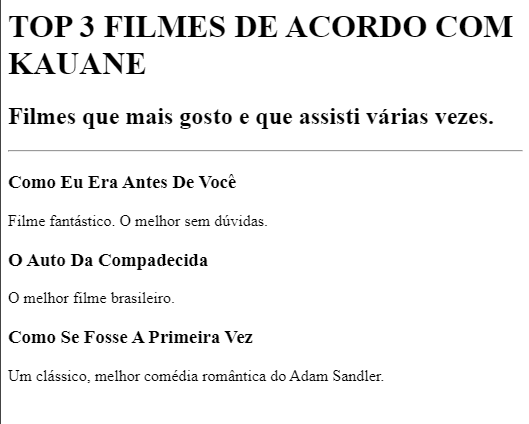 TOP 3 FILMES DE ACORDO COM
KAUANE
Filmes que mais gosto e que assisti várias vezes.
Como Eu Era Antes De Você
Filme fantástico. O melhor sem dúvidas.
O Auto Da Compadecida
O melhor filme brasileiro.
Como Se Fosse A Primeira Vez
Um clássico, melhor comédia romântica do Adam Sandler.